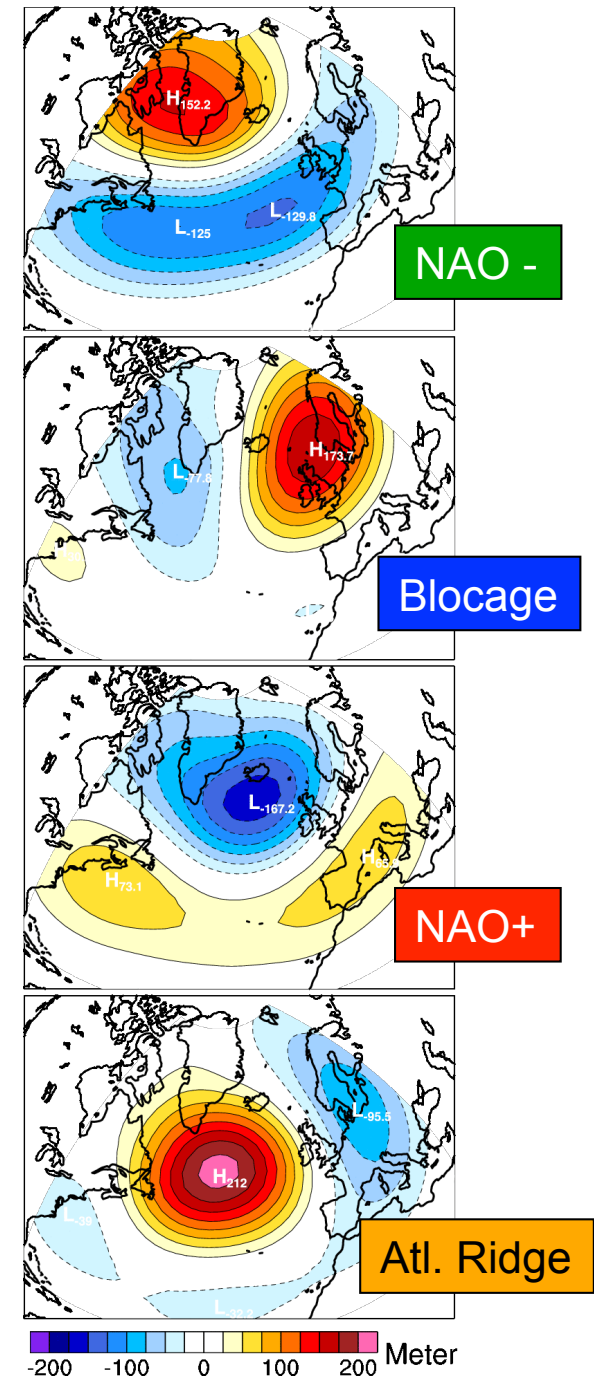 H152.2
L-129.8
L-125
NAO -
H173.7
L-77.8
Blocage
L-167.2
H73.1
NAO+
L-95.5
H212
L-39
Atl. Ridge
L-32.2
-200 -100 0 100 200 Meter